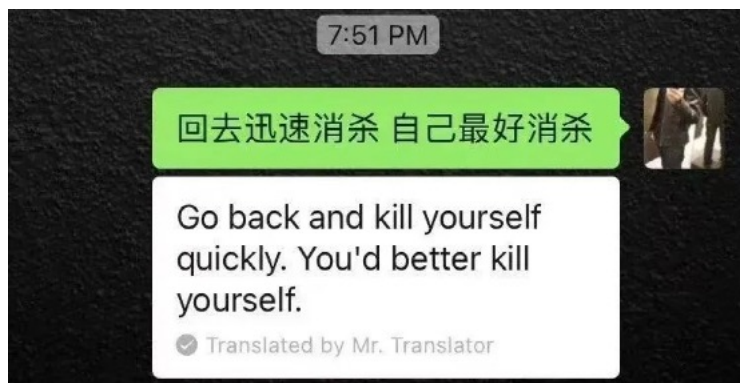 7:51 PM
回去迅速消杀 自己最好消杀
Go back and kill yourself
quickly. You'd better kill
yourself.
Translated by Mr. Translator